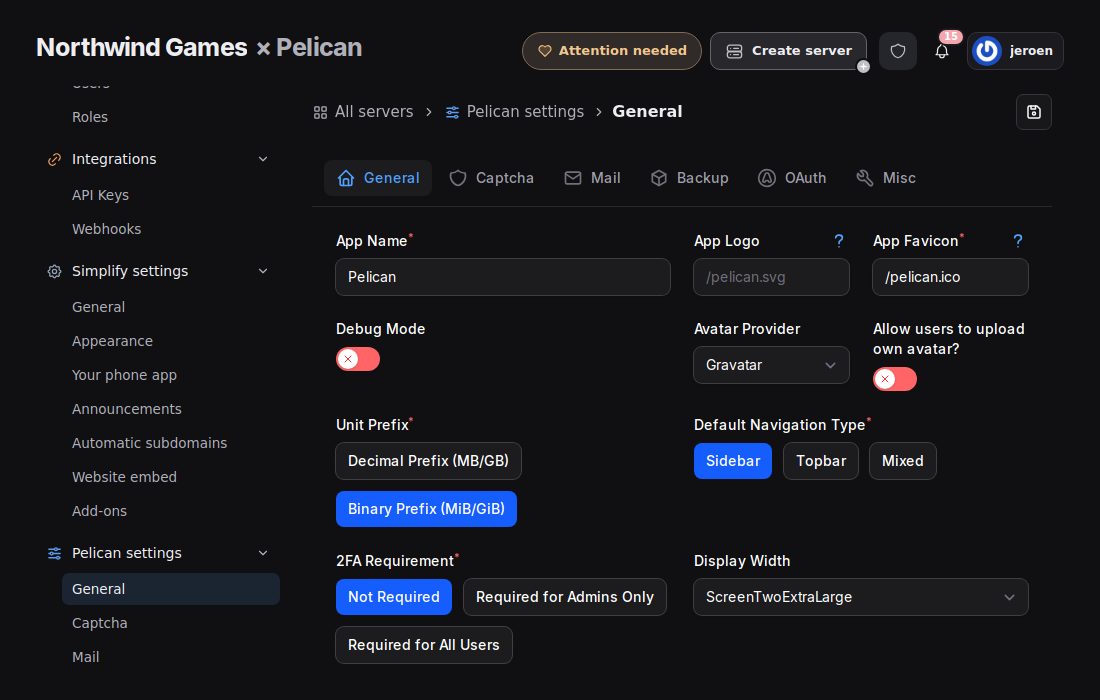 Northwind Games × Pelican
Attention needed
Create server
15
jeroen
Users
Roles
Integrations
API Keys
Webhooks
Simplify settings
General
Appearance
Your phone app
Announcements
Automatic subdomains
Website embed
Add-ons
Pelican settings
General
Captcha
Mail
All servers > Pelican settings > General
General
Captcha
Mail
Backup
OAuth
Misc
App Name*
Pelican
App Logo ?
/pelican.svg
App Favicon* ?
/pelican.ico
Debug Mode
Avatar Provider
Gravatar
Allow users to upload
own avatar?
Unit Prefix*
Decimal Prefix (MB/GB)
Binary Prefix (MiB/GiB)
Default Navigation Type*
Sidebar
Topbar
Mixed
2FA Requirement*
Not Required
Required for Admins Only
Required for All Users
Display Width
ScreenTwoExtraLarge